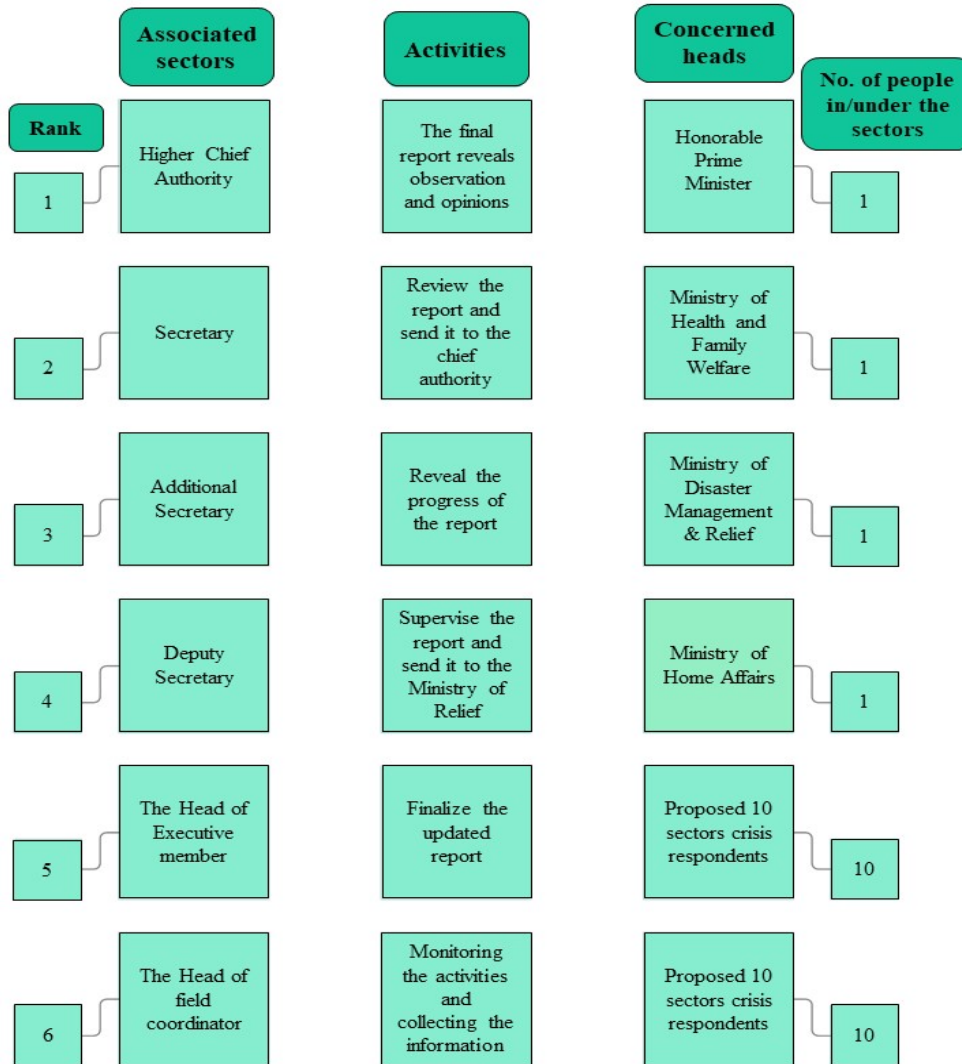 Associated
sectors
Activities
Concerned
heads
No. of people
in/under the
sectors
Rank
1
Higher Chief
Authority
The final
report reveals
observation
and opinions
Honorable
Prime
Minister
1
2
Secretary
Review the
report and
send it to the
chief
authority
Ministry of
Health and
Family
Welfare
1
3
Additional
Secretary
Reveal the
progress of
the report
Ministry of
Disaster
Management
& Relief
1
4
Deputy
Secretary
Supervise the
report and
send it to the
Ministry of
Relief
Ministry of
Home Affairs
1
5
The Head of
Executive
member
Finalize the
updated
report
Proposed 10
sectors crisis
respondents
10
6
The Head of
field
coordinator
Monitoring
the activities
and
collecting the
information
Proposed 10
sectors crisis
respondents
10